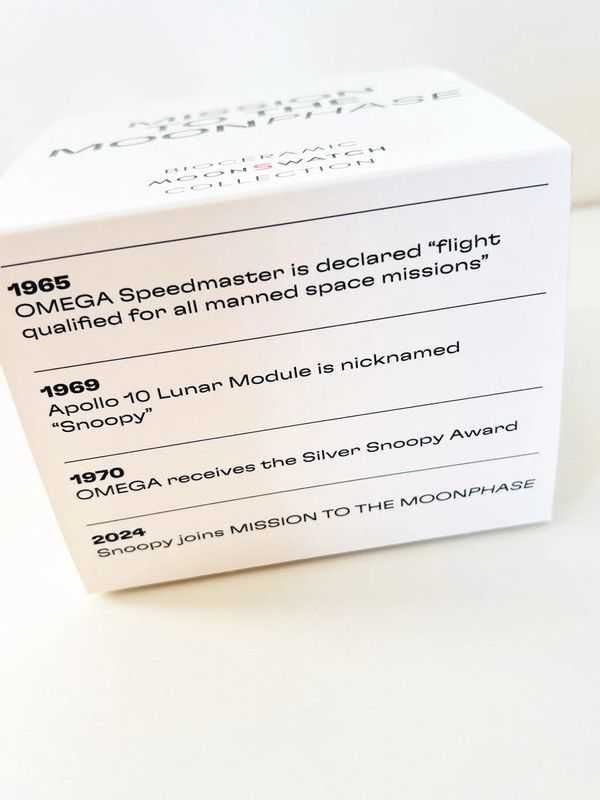 MISSION
TO THE
MOONPHASE
BIOCERAMIC
MOONSWATCH
COLLECTION
1965
OMEGA Speedmaster is declared “flight
qualified for all manned space missions”
1969
Apollo 10 Lunar Module is nicknamed
“Snoopy”
1970
OMEGA receives the Silver Snoopy Award
2024
Snoopy joins MISSION TO THE MOONPHASE